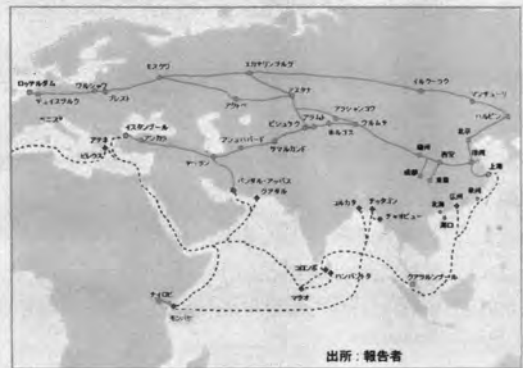 モスクワ
エカテリンブルグ
ロッテルダム
ワルシャワ
イルクーツク
デュイスブルク
ブレスト
アスタナ
マンチューリ
アクトベ
ハルビン
ベニス
アラシャンコウ
イスタンブール
ビシュケク
アルマト
北京
アテネ
アンカラ
アシュハバード
ホルゴス
ウルムチ
ピレウス
サマルカンド
蘭州
西安
徐州
テヘラン
上海
成都
重慶
バンダル・アッバス
グアダル
コルカタ
チッタゴン
広州
泉州
北海
チャオピュー
海口
コロンボ
ハンバントタ
クアラルンプール
ナイロビ
マラオ
モンバサ
出所：報告者